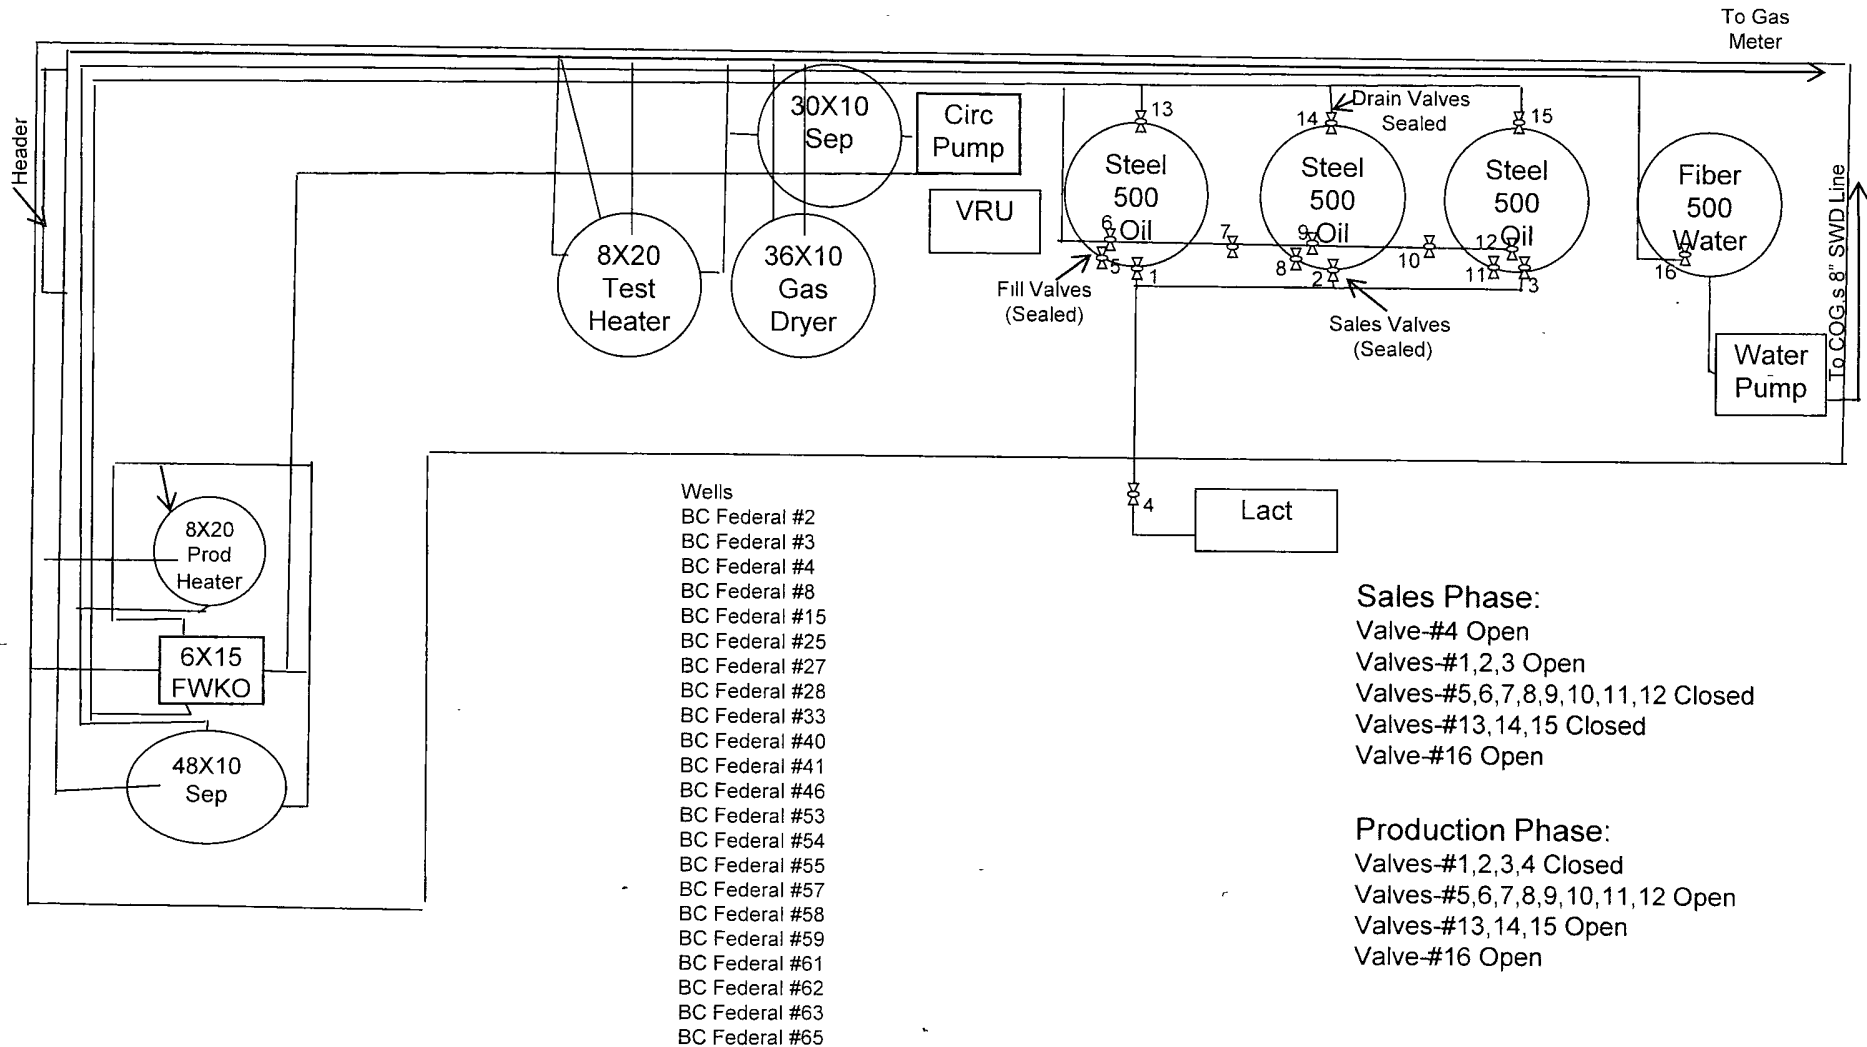 To Gas
Meter
Header
30X10
Sep
Circ
Pump
VRU
8X20
Test
Heater
36X10
Gas
Dryer
13
Drain Valves
Sealed
14
15
Steel
500
Oil
Steel
500
Oil
Steel
500
Oil
Fiber
500
Water
6
7
9
12
5
1
8
2
10
11
3
16
Fill Valves
(Sealed)
Sales Valves
(Sealed)
Water
Pump
To COG,s 8" SWD Line
4
Lact
8X20
Prod
Heater
6X15
FWKO
48X10
Sep
Wells
BC Federal #2
BC Federal #3
BC Federal #4
BC Federal #8
BC Federal #15
BC Federal #25
BC Federal #27
BC Federal #28
BC Federal #33
BC Federal #40
BC Federal #41
BC Federal #46
BC Federal #53
BC Federal #54
BC Federal #55
BC Federal #57
BC Federal #58
BC Federal #59
BC Federal #61
BC Federal #62
BC Federal #63
BC Federal #65
Sales Phase:
Valve-#4 Open
Valves-#1,2,3 Open
Valves-#5,6,7,8,9,10,11,12 Closed
Valves-#13,14,15 Closed
Valve-#16 Open
Production Phase:
Valves-#1,2,3,4 Closed
Valves-#5,6,7,8,9,10,11,12 Open
Valves-#13,14,15 Open
Valve-#16 Open